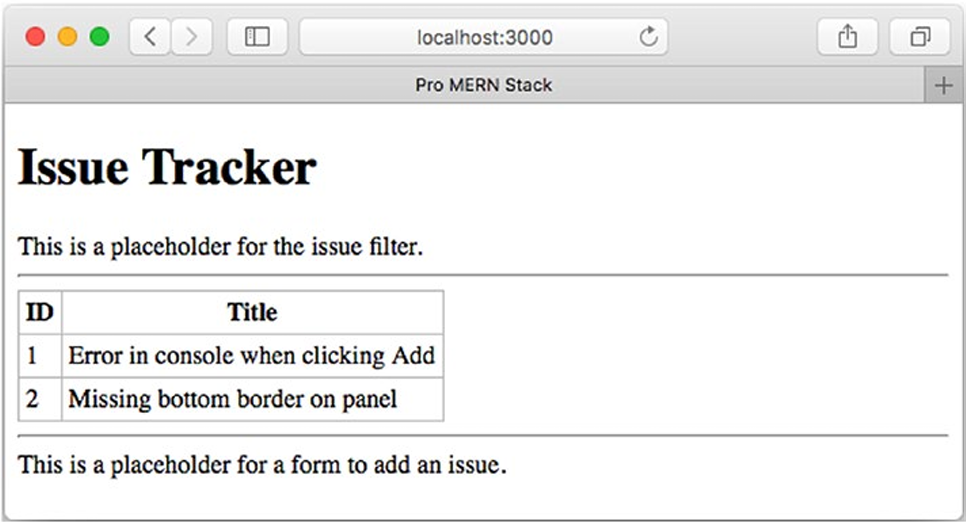 localhost:3000
Pro MERN Stack
Issue Tracker
This is a placeholder for the issue filter.
ID Title
1 Error in console when clicking Add
2 Missing bottom border on panel
This is a placeholder for a form to add an issue.